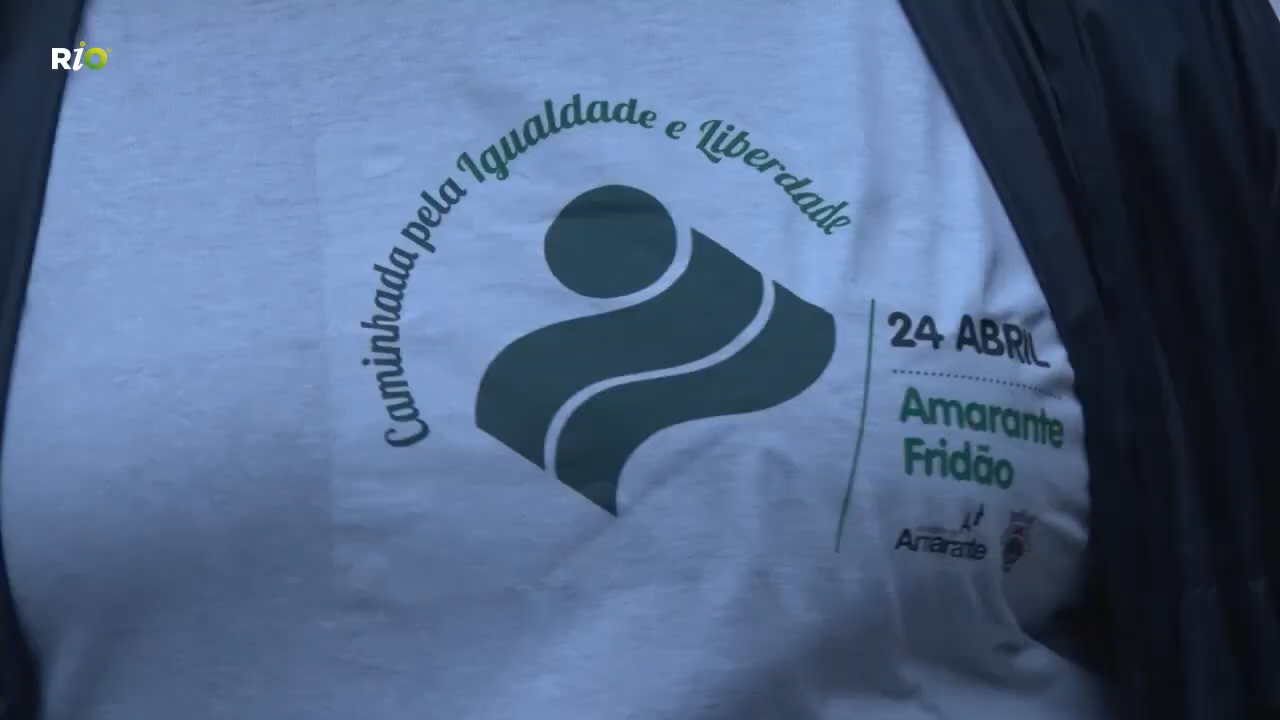 Rio
Caminhada pela Igualdade e Liberdade
24 ABRIL
Amarante
Fridão
Amarante